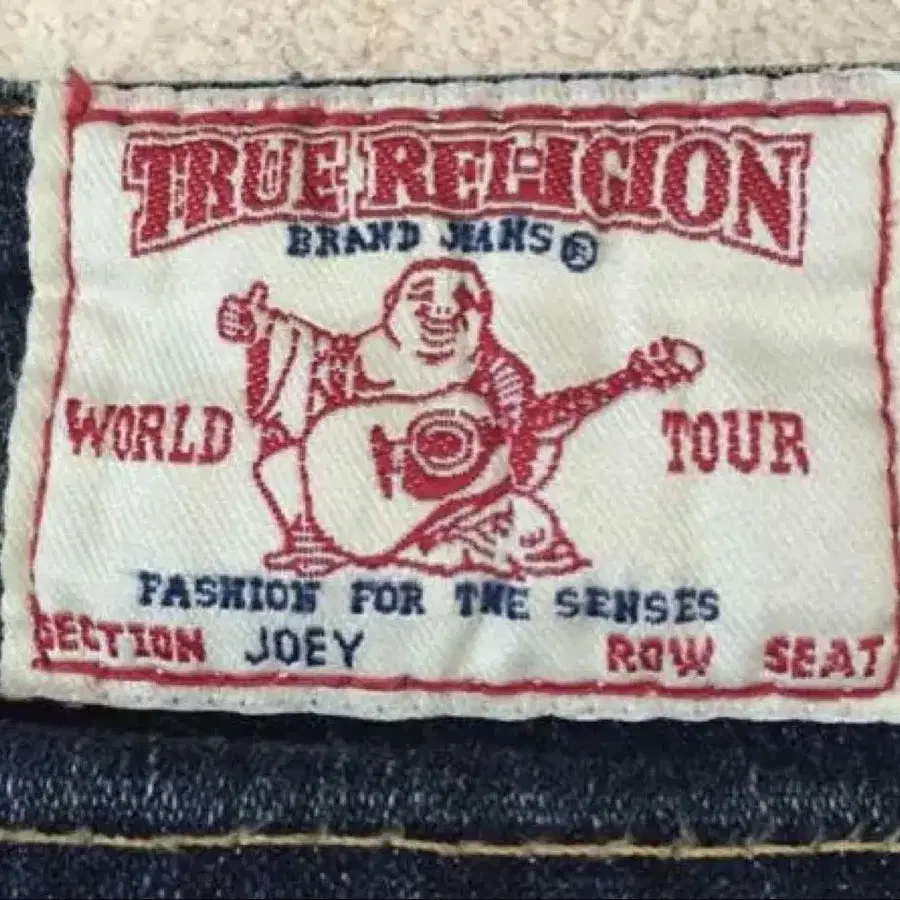 TRUE RELIGION
BRAND JEANS®
WORLD TOUR
FASHION FOR THE SENSES
SECTION JOEY ROW SEAT